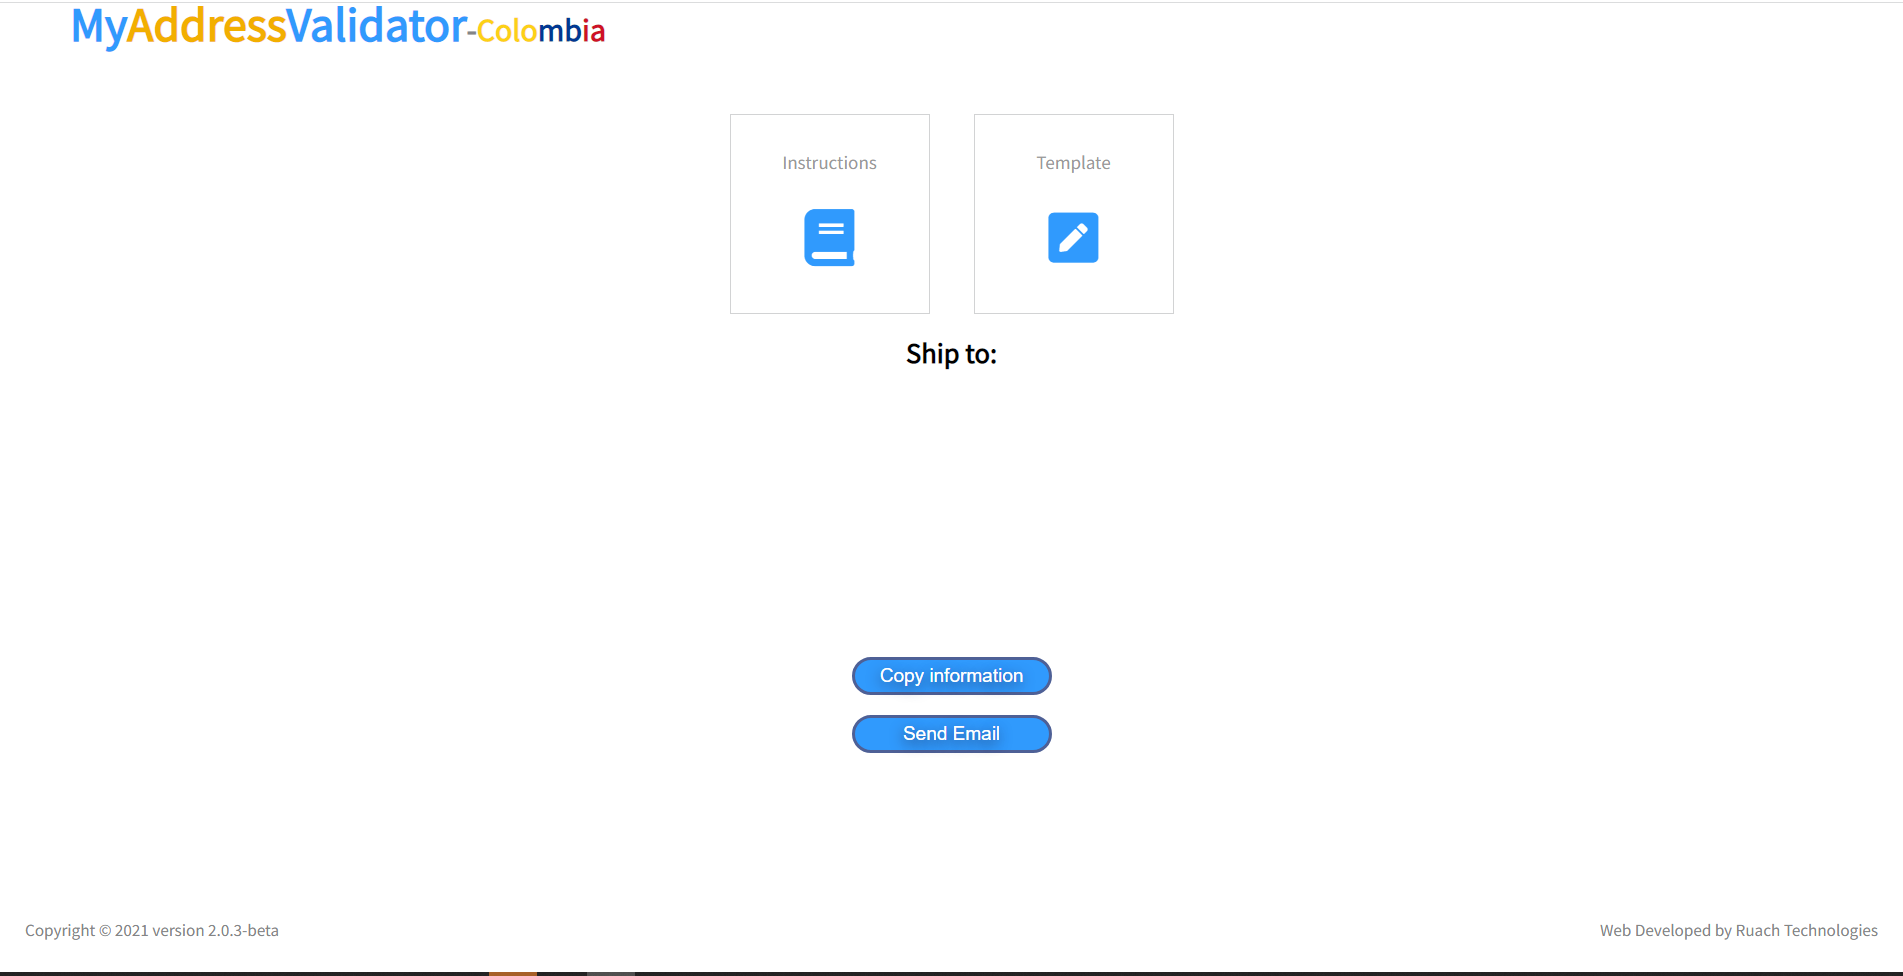 MyAddressValidator-Colombia
Instructions
Template
Ship to:
Copy information
Send Email
Copyright © 2021 version 2.0.3-beta
Web Developed by Ruach Technologies